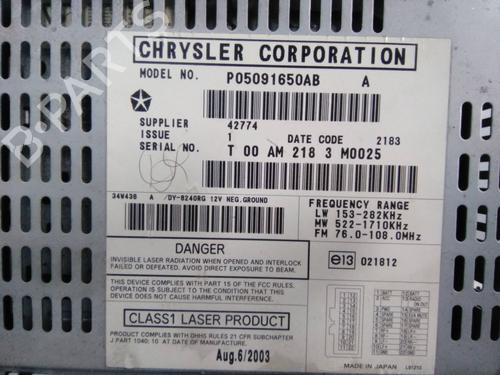 CHRYSLER CORPORATION
MODEL NO. P05091650AB A
SUPPLIER 42774
ISSUE 1 DATE CODE 2183
SERIAL NO. T 00 AM 218 3 M0025
34W436 A /DY-8240RG 12V NEG.GROUND
FREQUENCY RANGE
LW 153-282KHz
MW 522-1710KHz
FM 76.0-108.0MHz
DANGER
INVISIBLE LASER RADIATION WHEN OPENED AND INTERLOCK
FAILED OR DEFEATED. AVOID DIRECT EXPOSURE TO BEAM.
e13 021812
THIS DEVICE COMPLIES WITH PART 15 OF THE FCC RULES.
OPERATION IS SUBJECT TO THE CONDITION THAT THIS
DEVICE DOES NOT CAUSE HARMFUL INTERFERENCE.
CLASS1 LASER PRODUCT
PRODUCT COMPLIES WITH DHHS RULES 21 CFR SUBCHAPTER
J PART 1040; 10 AT DATE OF MANUFACTURE.
Aug.6/2003
MADE IN JAPAN
B-PARTS